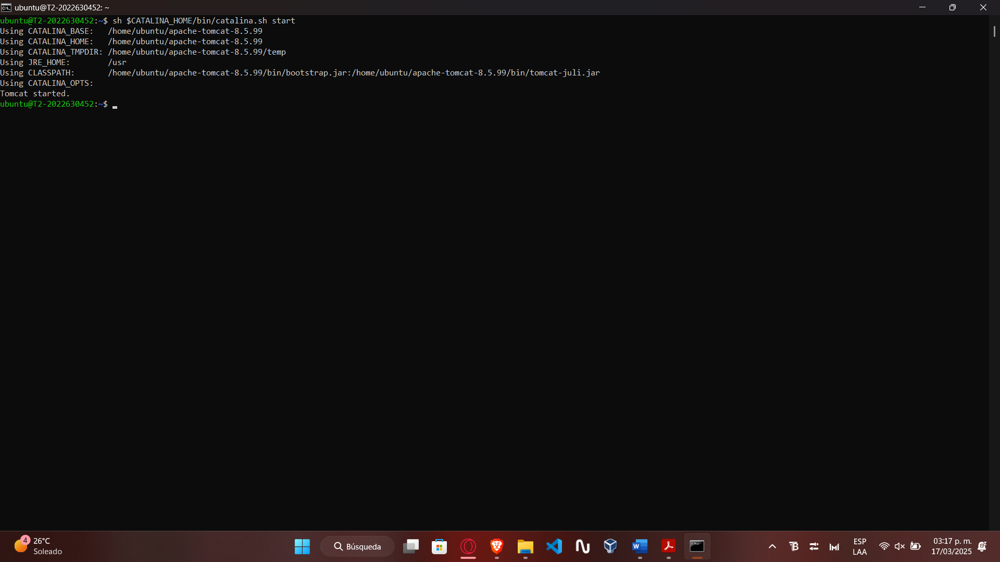 ubuntu@T2-2022630452: ~
ubuntu@T2-2022630452:~$ sh $CATALINA_HOME/bin/catalina.sh start
Using CATALINA_BASE:   /home/ubuntu/apache-tomcat-8.5.99
Using CATALINA_HOME:   /home/ubuntu/apache-tomcat-8.5.99
Using CATALINA_TMPDIR: /home/ubuntu/apache-tomcat-8.5.99/temp
Using JRE_HOME:        /usr
Using CLASSPATH:       /home/ubuntu/apache-tomcat-8.5.99/bin/bootstrap.jar:/home/ubuntu/apache-tomcat-8.5.99/bin/tomcat-juli.jar
Using CATALINA_OPTS:
Tomcat started.
ubuntu@T2-2022630452:~$
4
26°C
Soleado
Búsqueda
ESP
LAA
03:17 p. m.
17/03/2025